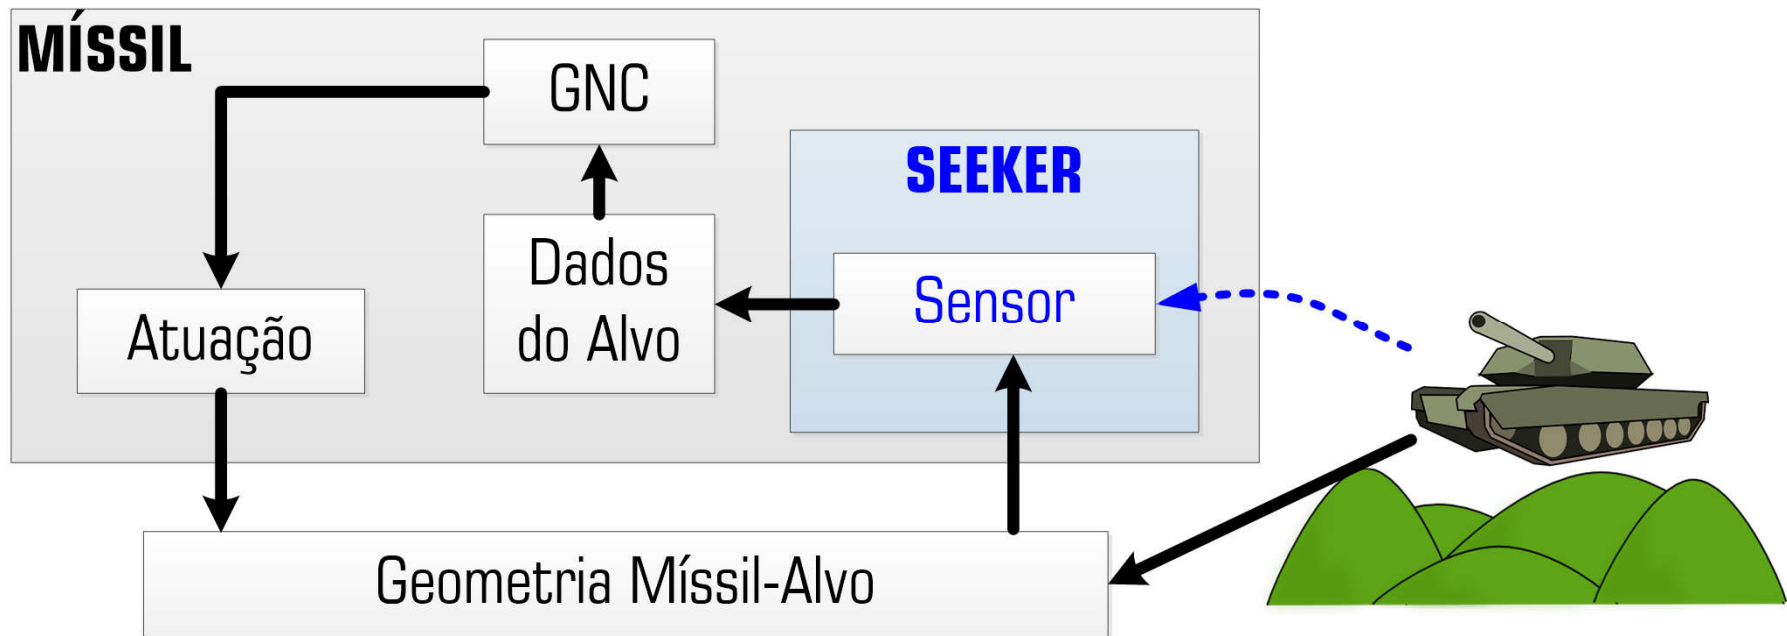 MÍSSIL
GNC
SEEKER
Dados
do Alvo
Sensor
Atuação
Geometria Míssil-Alvo